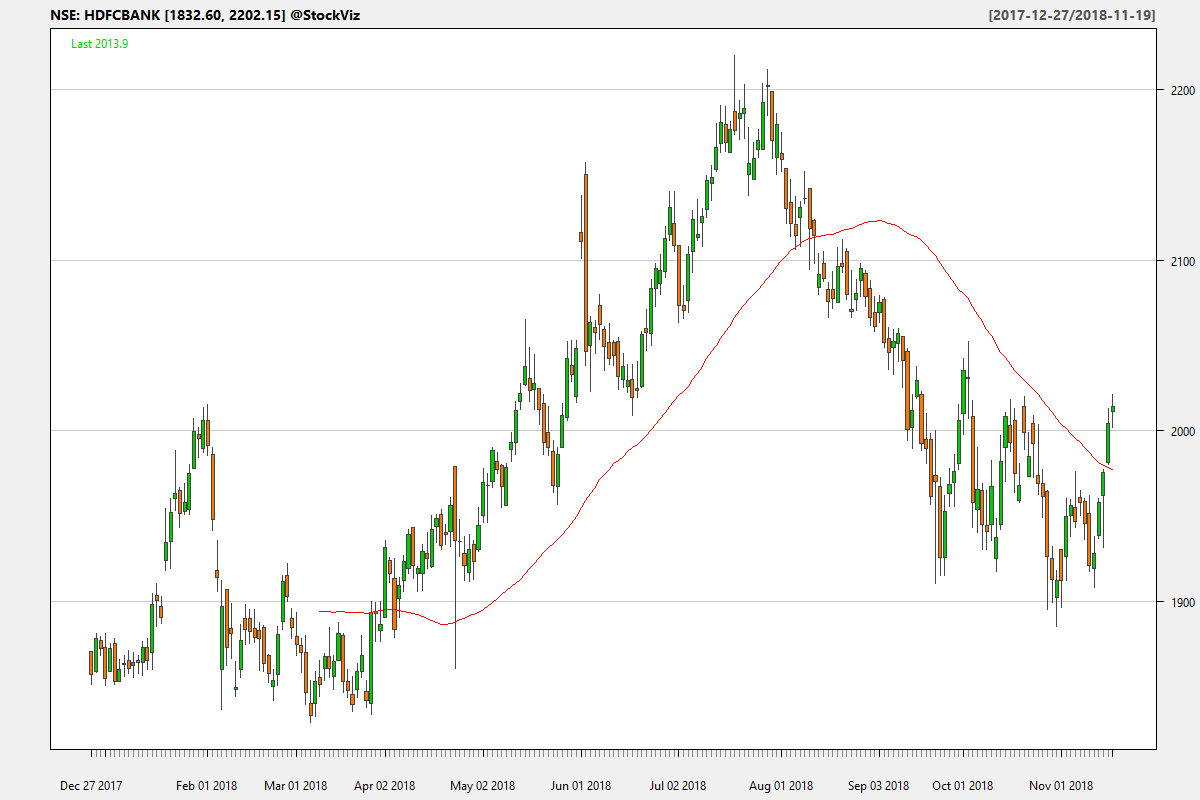 NSE: HDFCBANK [1832.60, 2202.15] @StockViz
[2017-12-27/2018-11-19]
Last 2013.9
2200
2100
2000
1900
Dec 27 2017 Feb 01 2018 Mar 01 2018 Apr 02 2018 May 02 2018 Jun 01 2018 Jul 02 2018 Aug 01 2018 Sep 03 2018 Oct 01 2018 Nov 01 2018